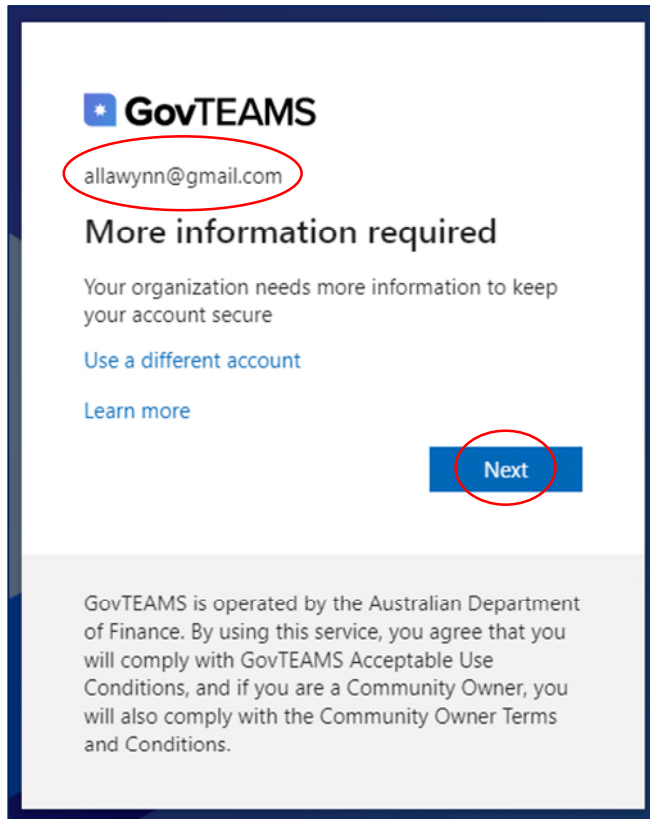 GovTEAMS
allawynn@gmail.com
More information required
Your organization needs more information to keep
your account secure
Use a different account
Learn more
Next
GovTEAMS is operated by the Australian Department
of Finance. By using this service, you agree that you
will comply with GovTEAMS Acceptable Use
Conditions, and if you are a Community Owner, you
will also comply with the Community Owner Terms
and Conditions.